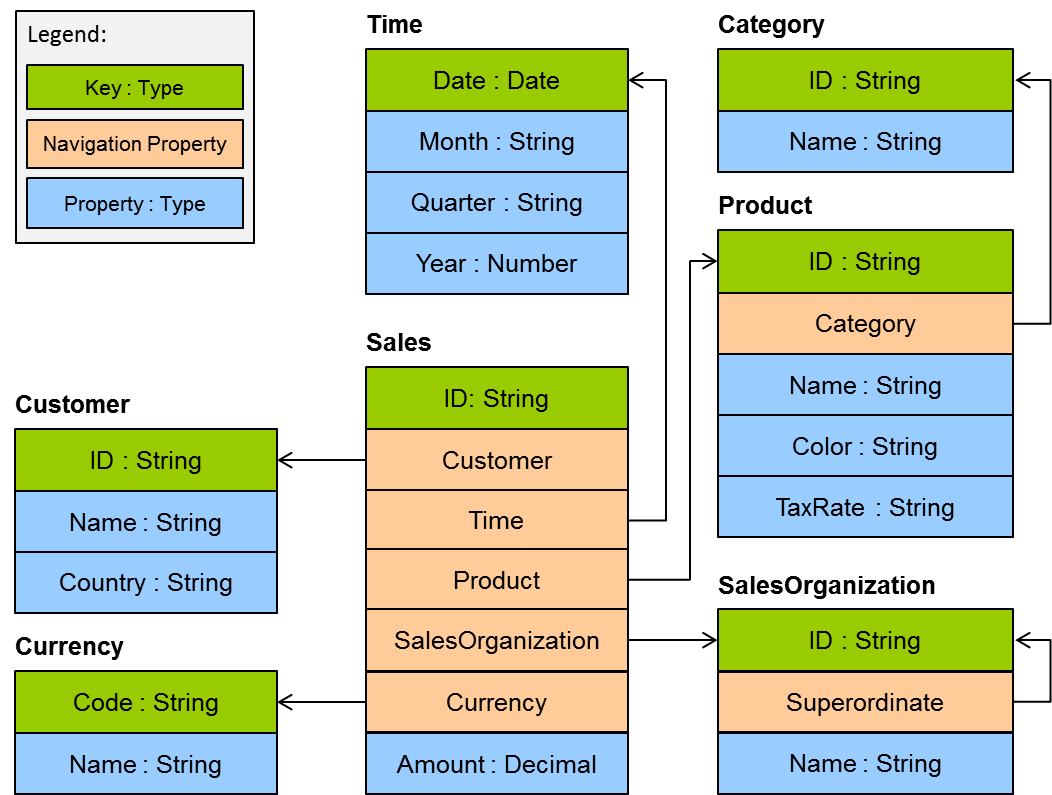 Legend:
Key : Type
Navigation Property
Property : Type
Time
Date : Date
Month : String
Quarter : String
Year : Number
Category
ID : String
Name : String
Product
ID : String
Category
Name : String
Color : String
TaxRate : String
Sales
ID: String
Customer
Time
Product
SalesOrganization
Currency
Amount : Decimal
Customer
ID : String
Name : String
Country : String
Currency
Code : String
Name : String
SalesOrganization
ID : String
Superordinate
Name : String